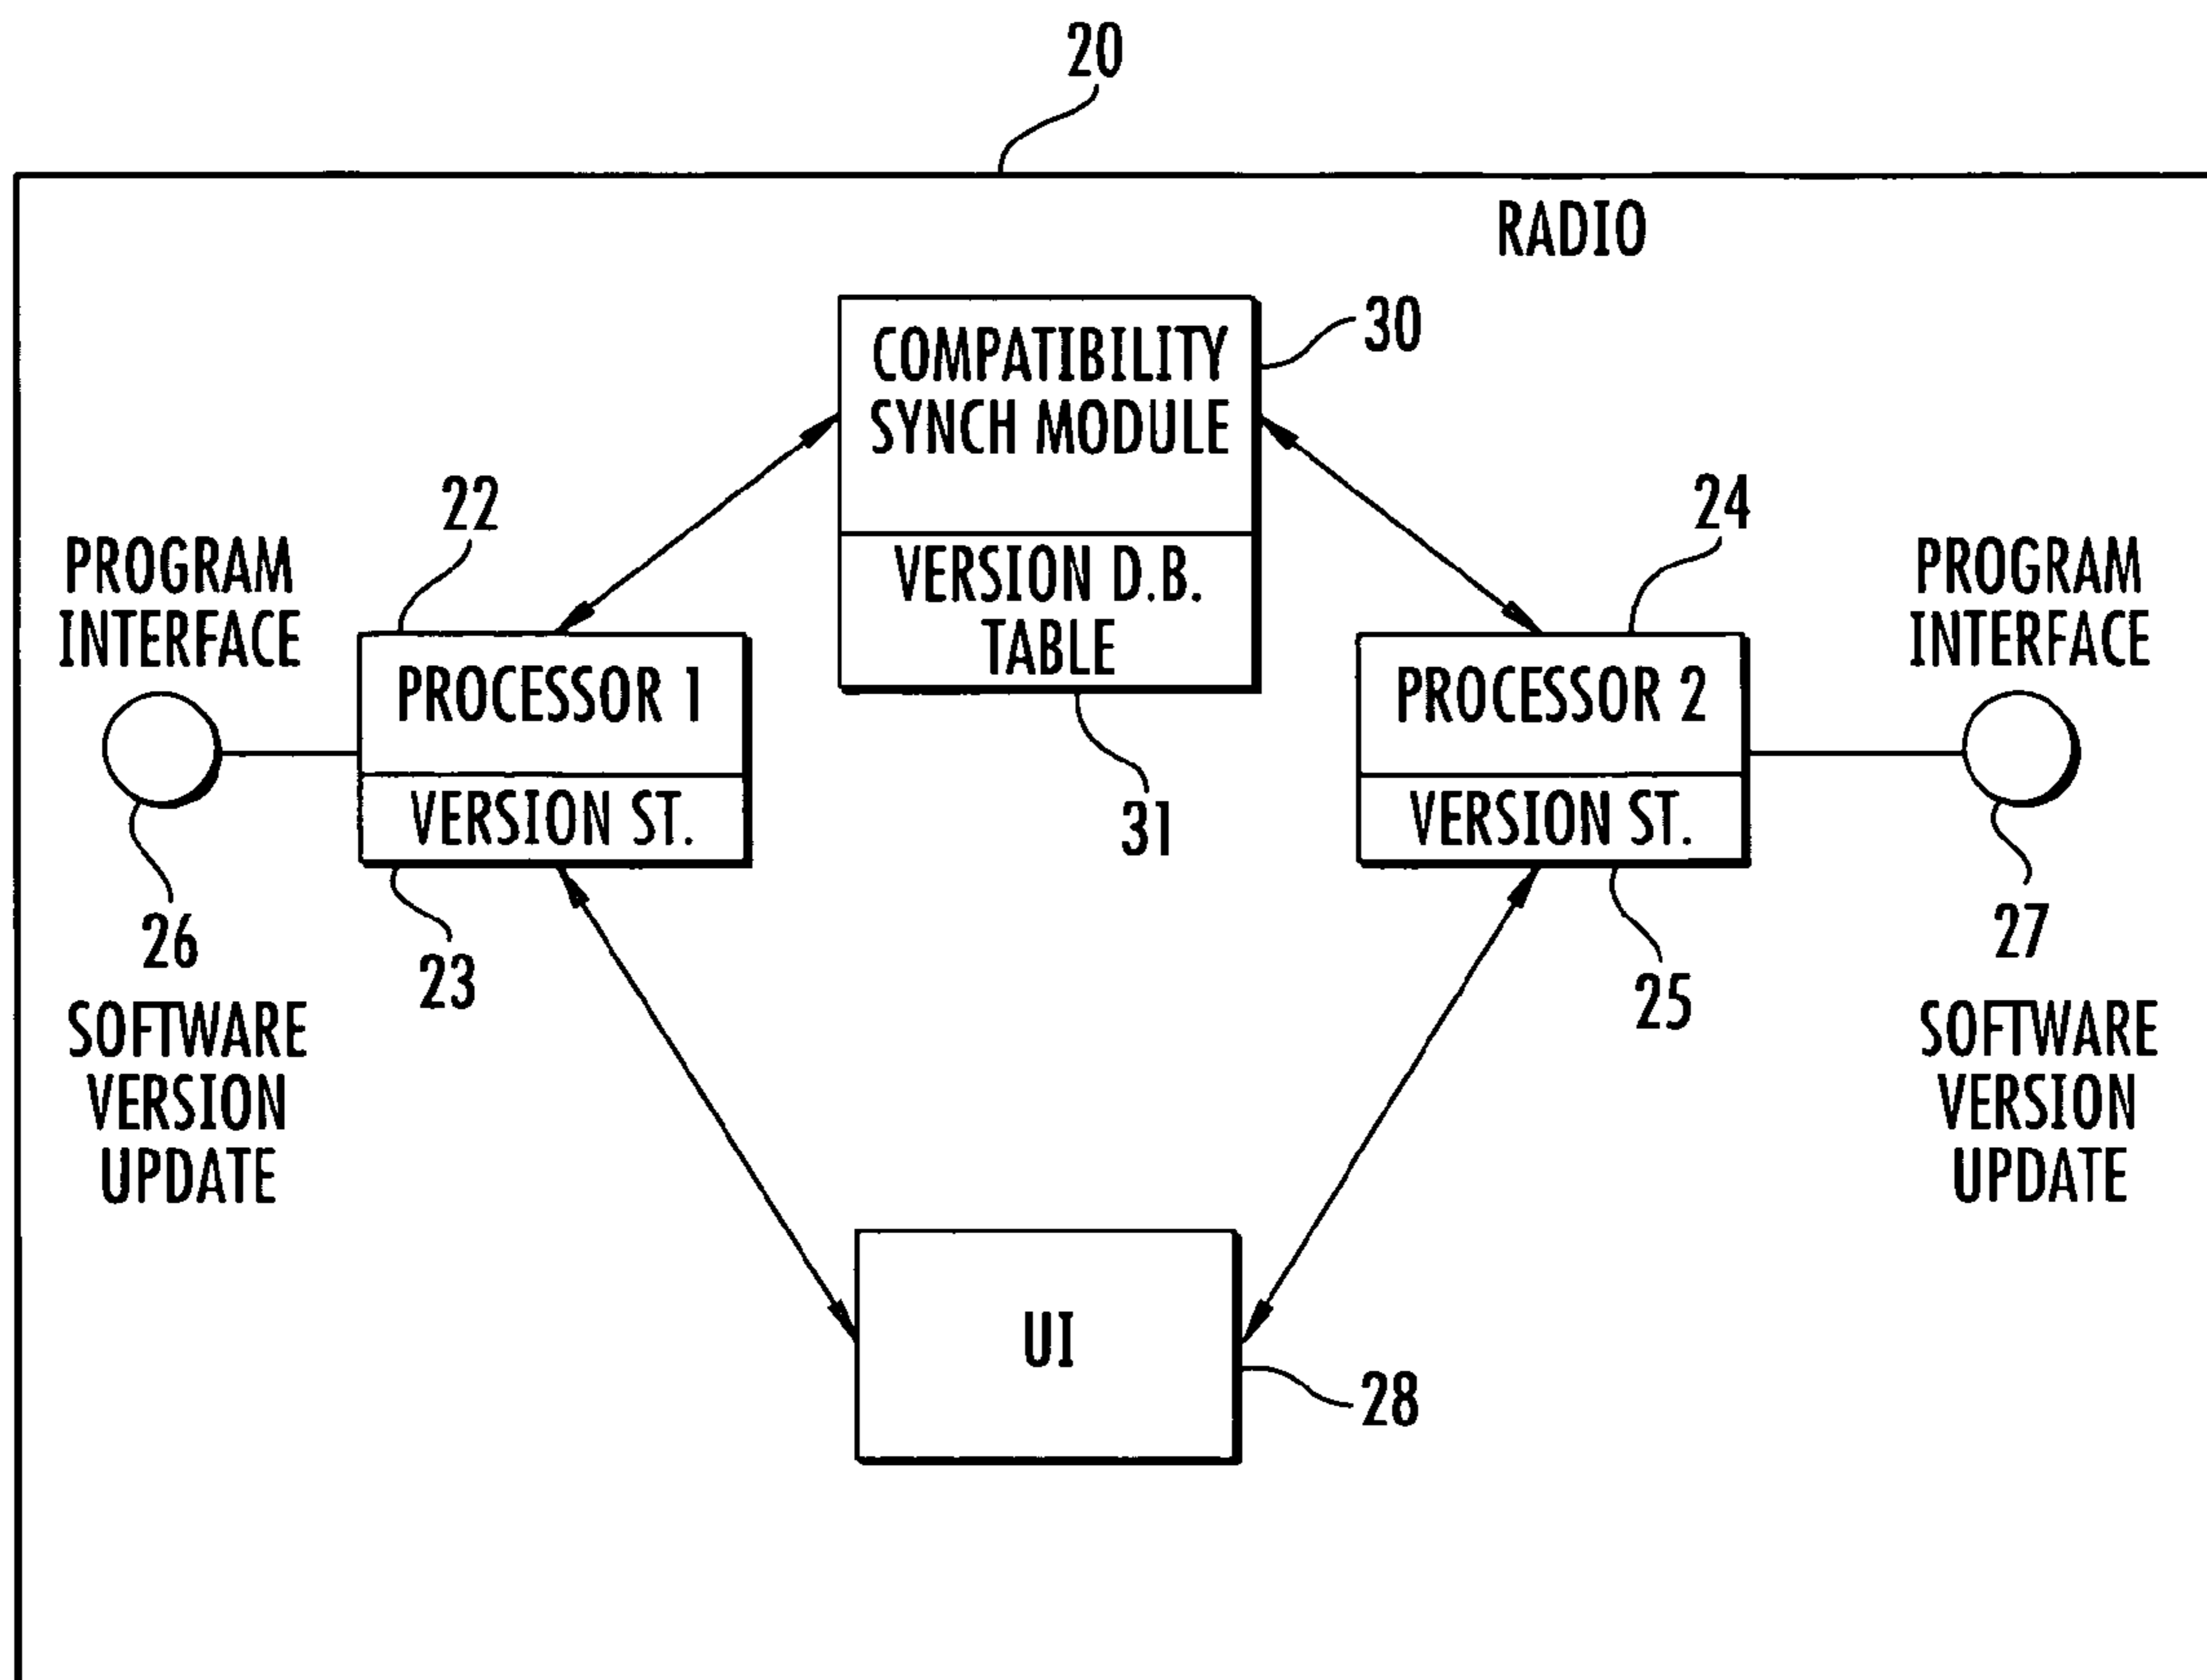 20
RADIO
COMPATIBILITY
SYNCH MODULE
30
VERSION D.B.
TABLE
31
22
PROGRAM
INTERFACE
PROCESSOR 1
VERSION ST.
23
26
SOFTWARE
VERSION
UPDATE
24
PROGRAM
INTERFACE
PROCESSOR 2
VERSION ST.
25
27
SOFTWARE
VERSION
UPDATE
UI
28